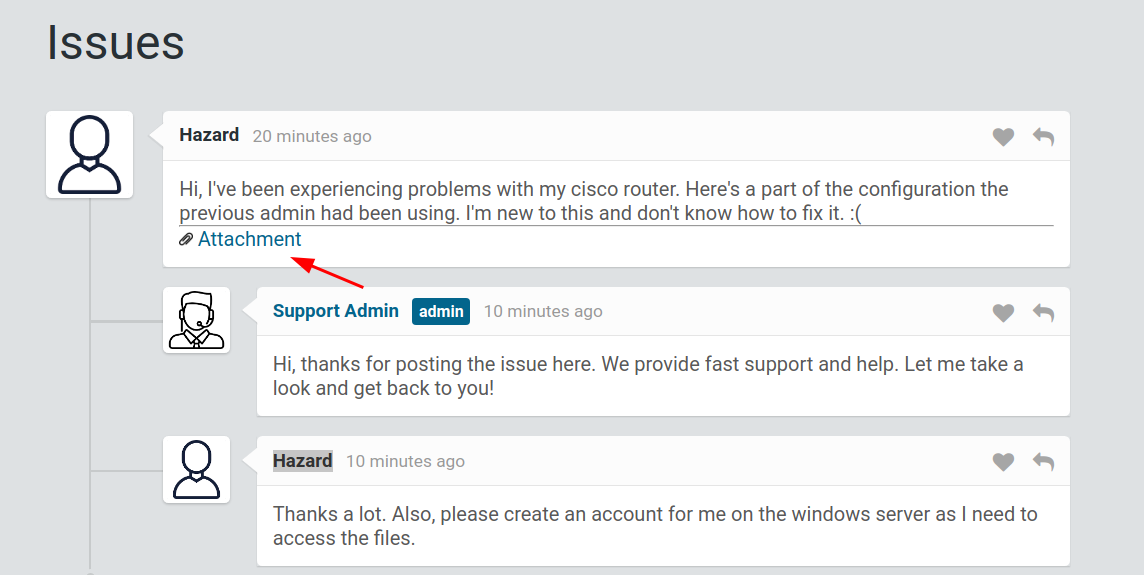 Issues
Hazard 20 minutes ago
Hi, I've been experiencing problems with my cisco router. Here's a part of the configuration the
previous admin had been using. I'm new to this and don't know how to fix it. :(
Attachment
Support Admin admin 10 minutes ago
Hi, thanks for posting the issue here. We provide fast support and help. Let me take a
look and get back to you!
Hazard 10 minutes ago
Thanks a lot. Also, please create an account for me on the windows server as I need to
access the files.